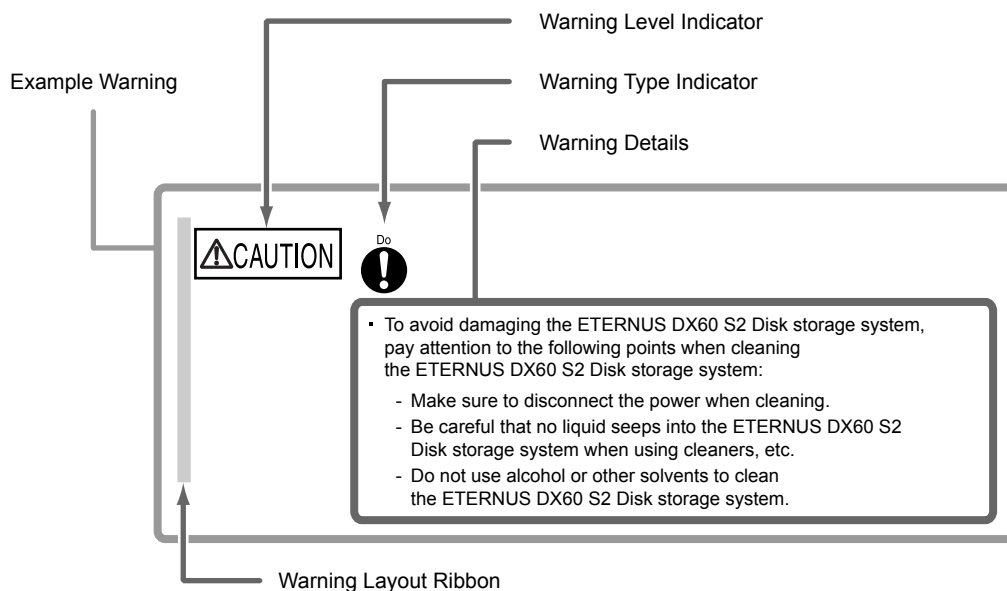 Warning Level Indicator
Example Warning
Warning Type Indicator
Warning Details
CAUTION
Do
▪ To avoid damaging the ETERNUS DX60 S2 Disk storage system,
pay attention to the following points when cleaning
the ETERNUS DX60 S2 Disk storage system:
- Make sure to disconnect the power when cleaning.
- Be careful that no liquid seeps into the ETERNUS DX60 S2
Disk storage system when using cleaners, etc.
- Do not use alcohol or other solvents to clean
the ETERNUS DX60 S2 Disk storage system.
Warning Layout Ribbon